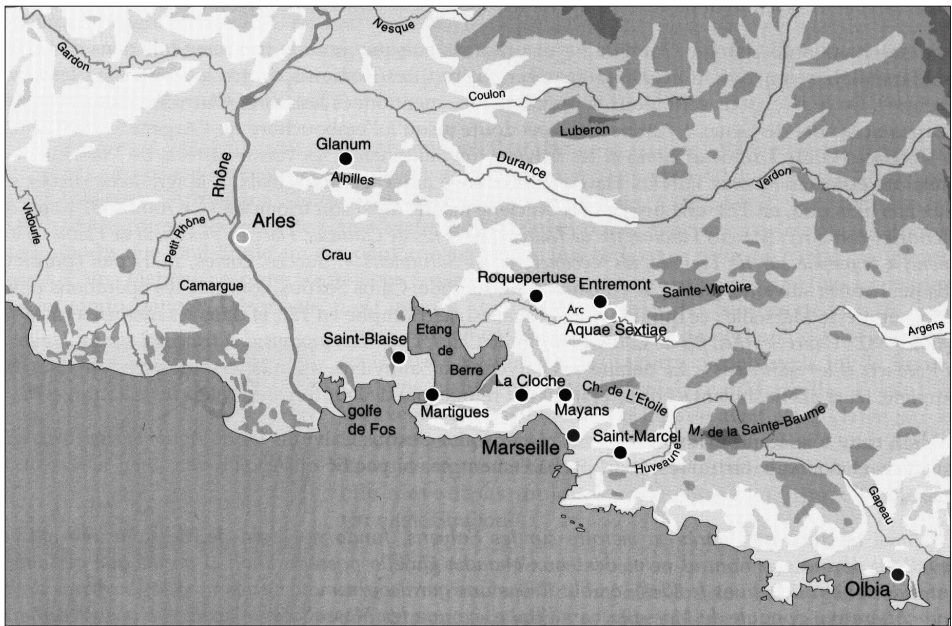 Nesque
Gardon
Coulon
Luberon
Glanum
Alpilles
Durance
Rhône
Verdon
Vidourle
Petit Rhône
Arles
Crau
Camargue
Roquepertuse
Entremont
Sainte-Victoire
Arc
Aquae Sextiae
Argens
Saint-Blaise
Etang
de
Berre
La Cloche
Ch. de L'Etoile
Martigues
Mayans
golfe
de Fos
Marseille
Saint-Marcel
M. de la Sainte-Baume
Huveaune
Gapeau
Olbia